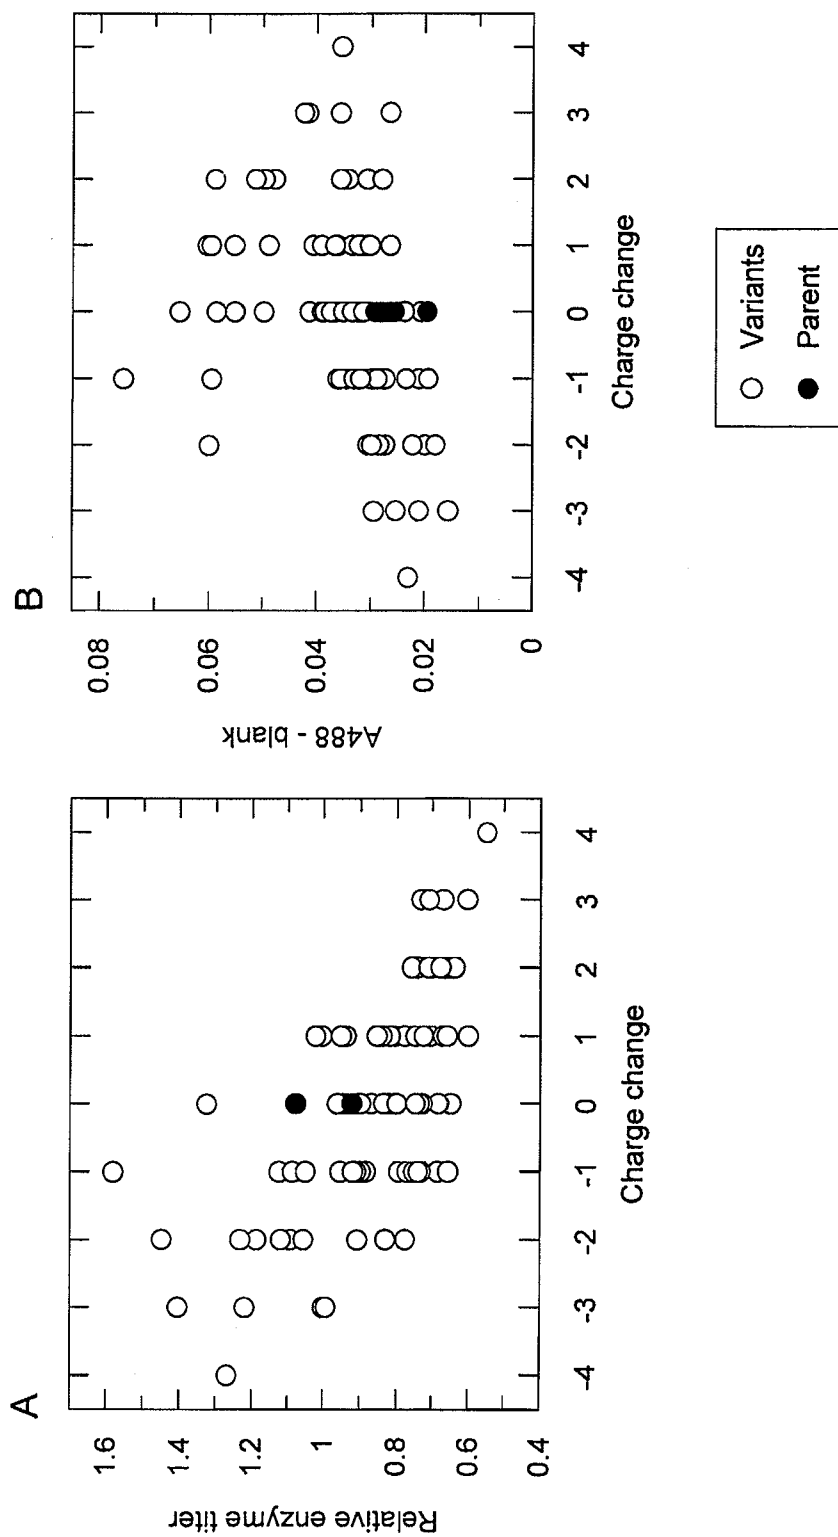 A
Relative enzyme titer
1.6
1.4
1.2
1
0.8
0.6
0.4
-4 -3 -2 -1 0 1 2 3 4
Charge change
B
A488 - blank
0.08
0.06
0.04
0.02
0
-4 -3 -2 -1 0 1 2 3 4
Charge change
Variants
Parent